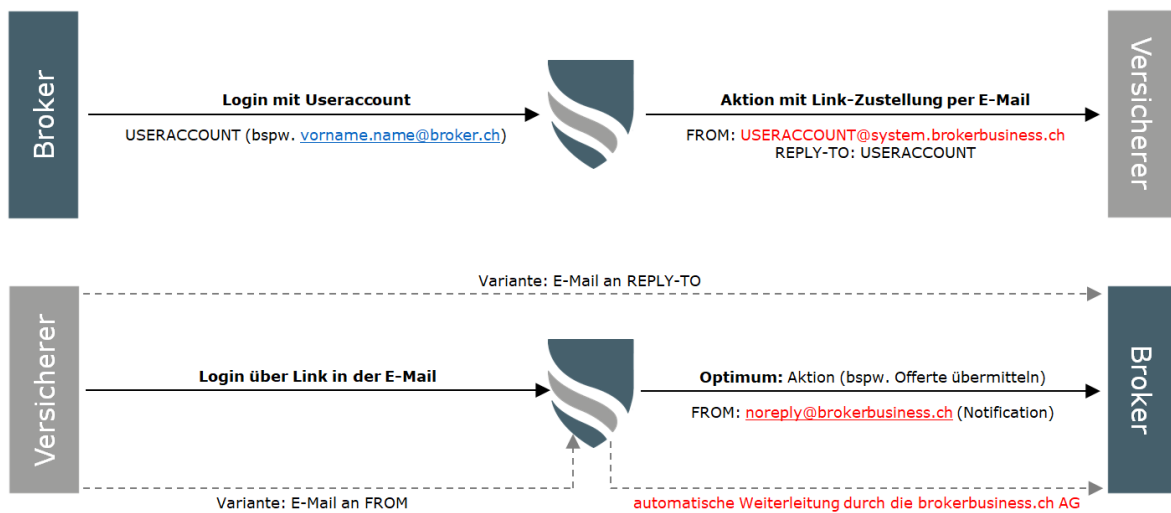 Broker
Login mit Useraccount
USERACCOUNT (bspw. vorname.name@broker.ch)
Aktion mit Link-Zustellung per E-Mail
FROM: USERACCOUNT@system.brokerbusiness.ch
REPLY-TO: USERACCOUNT
Versicherer
Versicherer
Variante: E-Mail an REPLY-TO
Login über Link in der E-Mail
Optimum: Aktion (bspw. Offerte übermitteln)
FROM: noreply@brokerbusiness.ch (Notification)
Broker
Variante: E-Mail an FROM
automatische Weiterleitung durch die brokerbusiness.ch AG